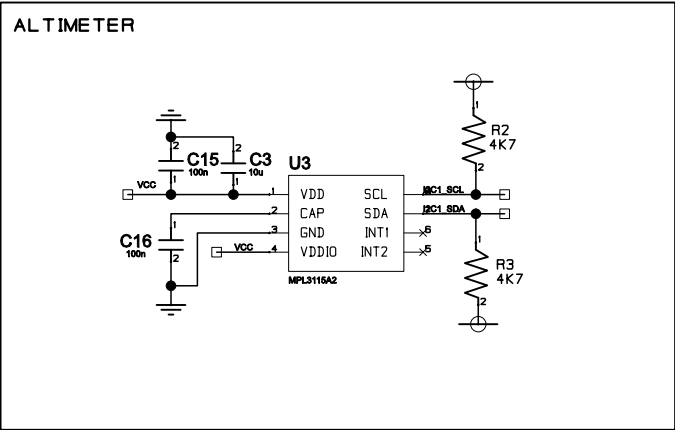 ALTIMETER
1
R2
4K7
2
2
2
C15
100n
C3
10u
1
1
U3
VCC
1
VDD
SCL
I2C1_SCL
2
CAP
SDA
I2C1_SDA
1
C16
100n
2
3
GND
INT1
6
VCC
4
VDDIO
INT2
5
MPL3115A2
1
R3
4K7
2